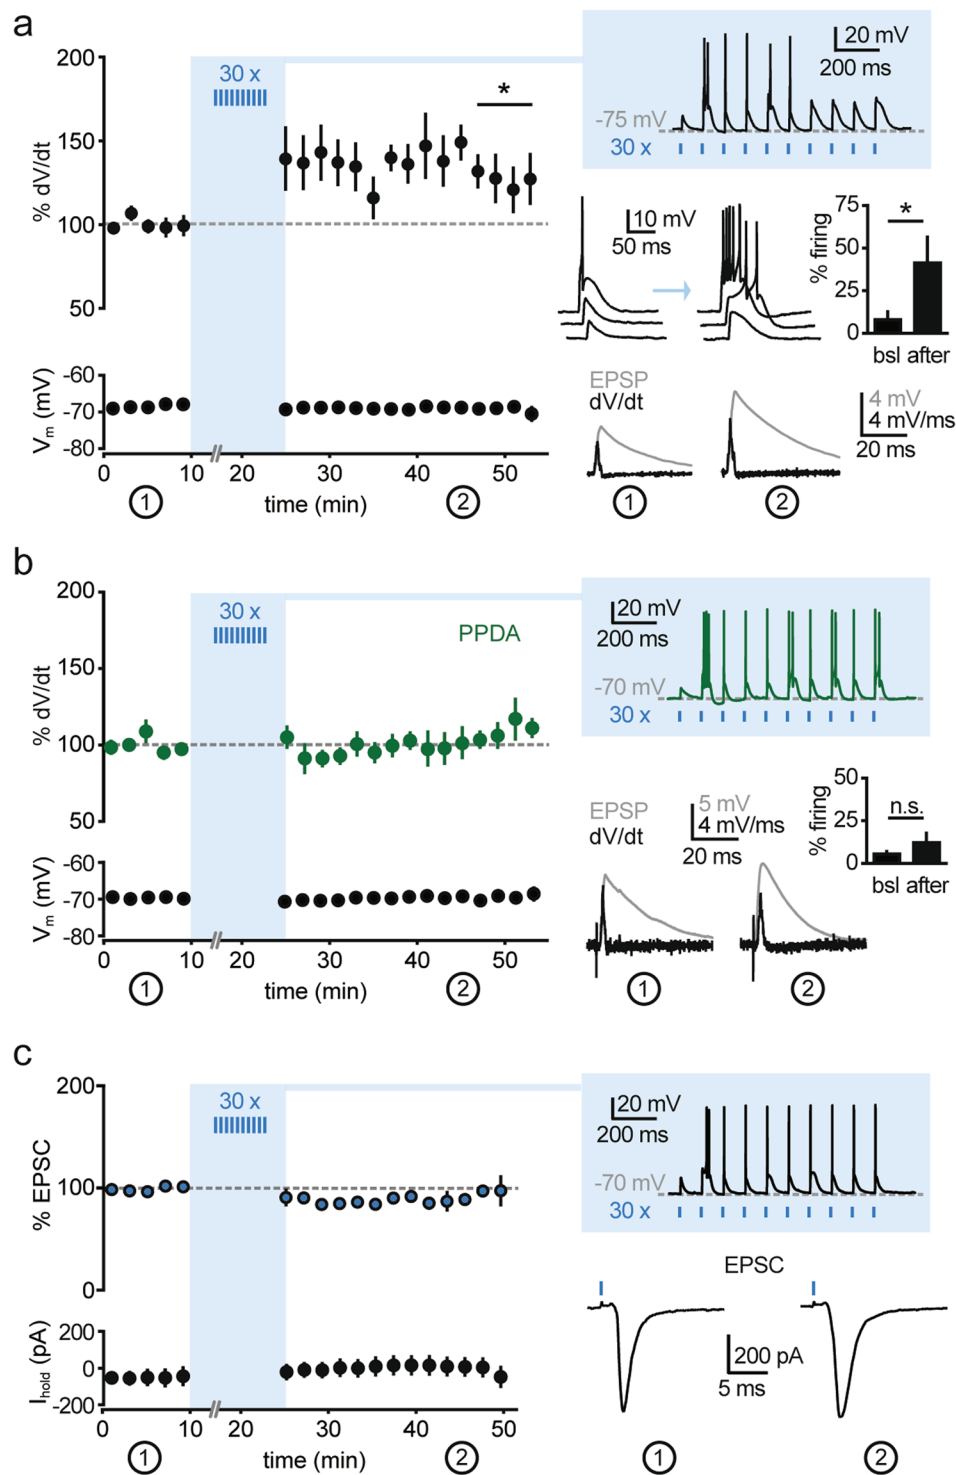 a
200
150
100
50
% dV/dt
30 x
*
20 mV
200 ms
-75 mV
30 x
10 mV
50 ms
75
50
25
0
% firing
*
bsl after
-60
-70
-80
Vm (mV)
0 10 20 30 40 50
time (min)
1
2
EPSP
dV/dt
4 mV
4 mV/ms
20 ms
1
2
b
200
150
100
50
% dV/dt
30 x
PPDA
20 mV
200 ms
-70 mV
30 x
50
25
0
% firing
n.s.
bsl after
-60
-70
-80
Vm (mV)
0 10 20 30 40 50
time (min)
1
2
EPSP
dV/dt
5 mV
4 mV/ms
20 ms
1
2
c
200
100
0
% EPSC
30 x
20 mV
200 ms
-70 mV
30 x
200
0
-200
Ihold (pA)
0 10 20 30 40 50
time (min)
1
2
EPSC
200 pA
5 ms
1
2